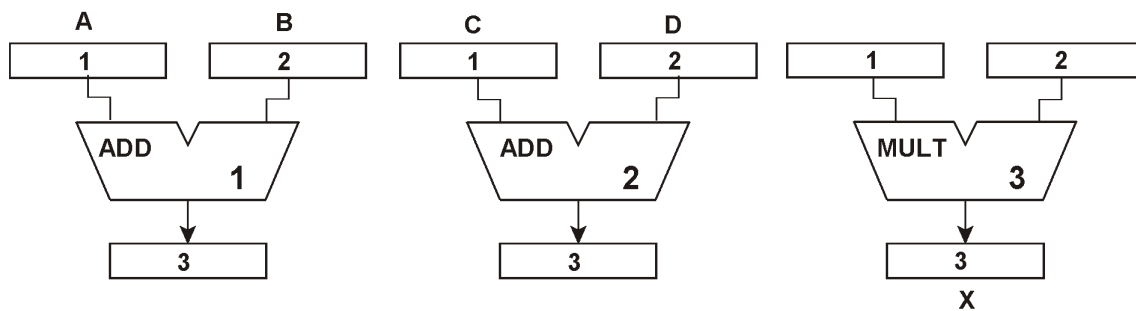 A B C D
1 2 1 2 1 2
ADD ADD MULT
1 2 3
3 3 3
X